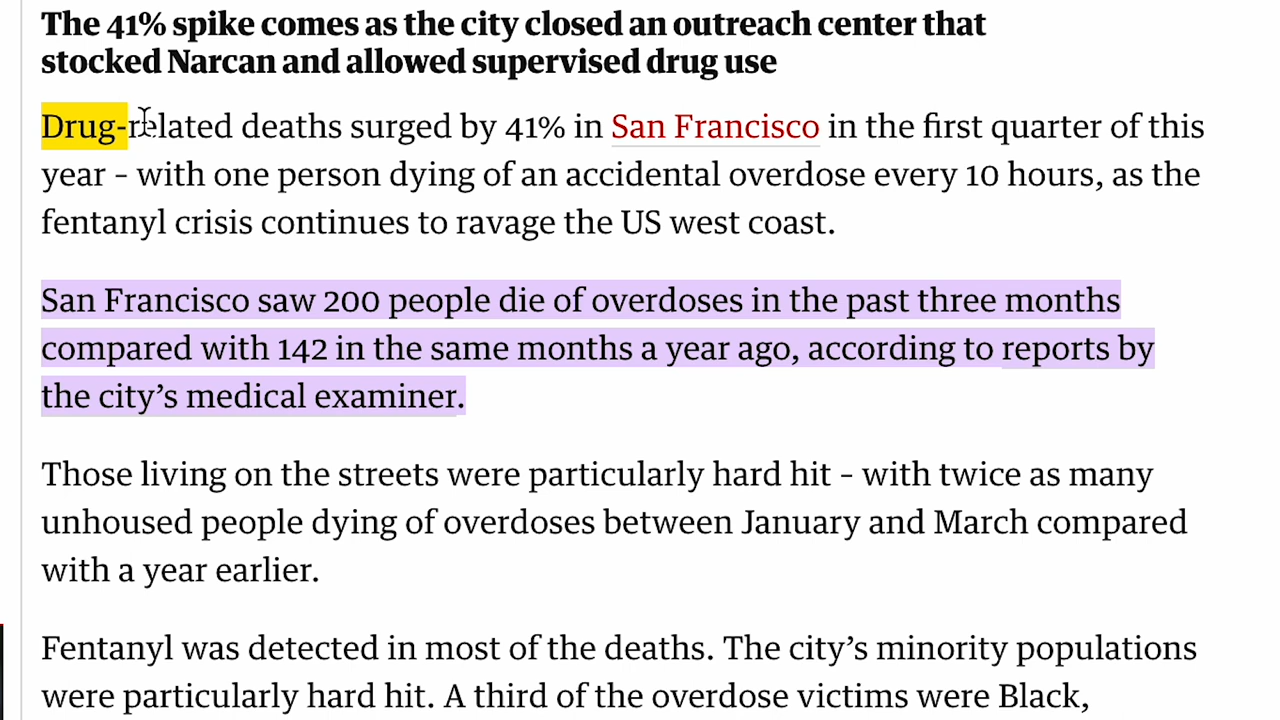 The 41% spike comes as the city closed an outreach center that
stocked Narcan and allowed supervised drug use
Drug-related deaths surged by 41% in San Francisco in the first quarter of this
year – with one person dying of an accidental overdose every 10 hours, as the
fentanyl crisis continues to ravage the US west coast.
San Francisco saw 200 people die of overdoses in the past three months
compared with 142 in the same months a year ago, according to reports by
the city’s medical examiner.
Those living on the streets were particularly hard hit – with twice as many
unhoused people dying of overdoses between January and March compared
with a year earlier.
Fentanyl was detected in most of the deaths. The city’s minority populations
were particularly hard hit. A third of the overdose victims were Black,